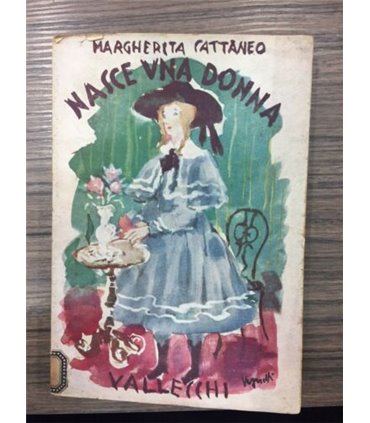 MARGHERITA CATTANEO
NASCE UNA DONNA
VALLECCHI